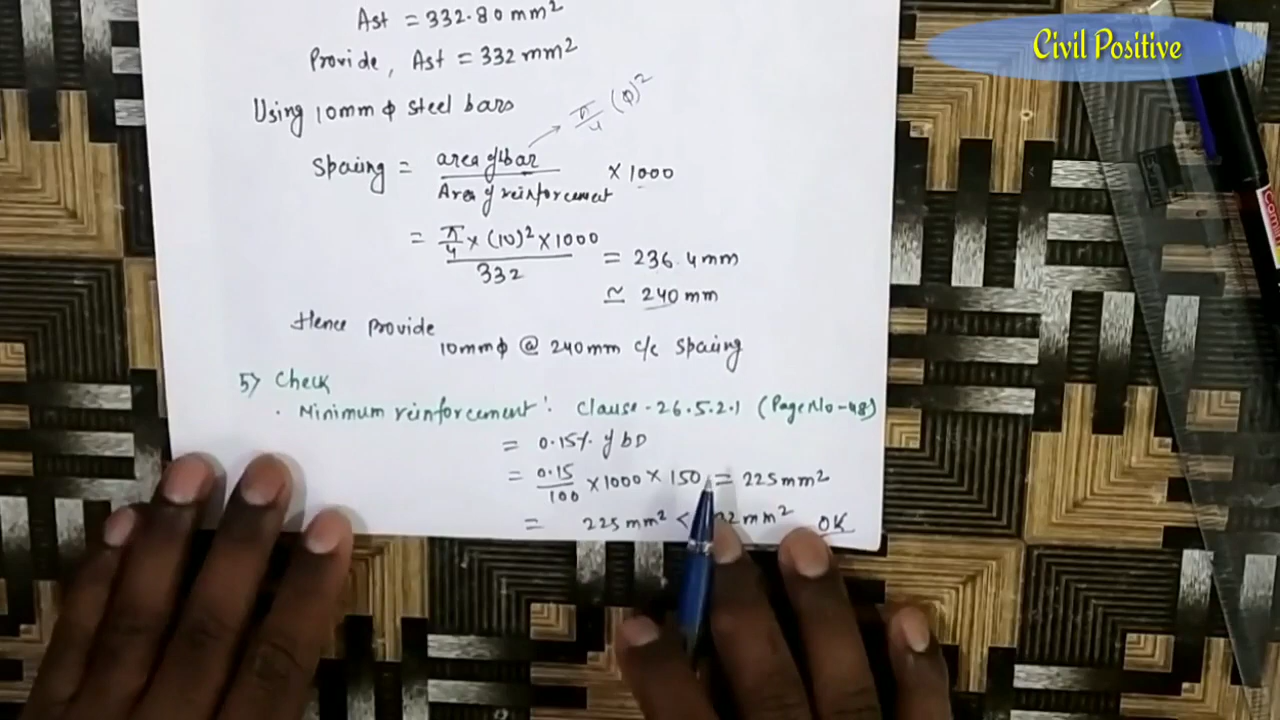 Civil Positive
Ast = 332.80 mm²
Provide, Ast = 332 mm²
Using 10mm ϕ steel bars
π/4 (ϕ)²
Spacing = area of bar / Area of reinforcement × 1000
= π/4 × (10)² × 1000 / 332 = 236.4 mm
≃ 240 mm
Hence Provide
10mm ϕ @ 240mm c/c spacing
5) Check
· Minimum reinforcement : Clause - 26.5.2.1 (Page No - 48)
= 0.15% of bD
= 0.15/100 × 1000 × 150 = 225 mm²
= 225 mm² < 32 mm² OK